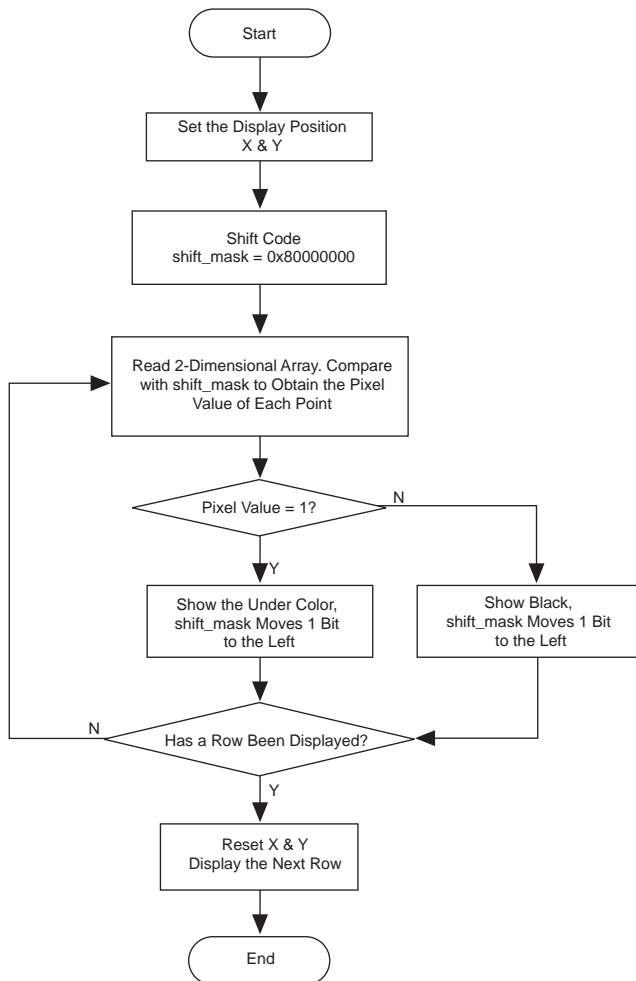 Start
Set the Display Position
X & Y
Shift Code
shift_mask = 0x80000000
Read 2-Dimensional Array. Compare
with shift_mask to Obtain the Pixel
Value of Each Point
Pixel Value = 1?
N
Y
Show the Under Color,
shift_mask Moves 1 Bit
to the Left
Show Black,
shift_mask Moves 1 Bit
to the Left
N
Has a Row Been Displayed?
Y
Reset X & Y
Display the Next Row
End